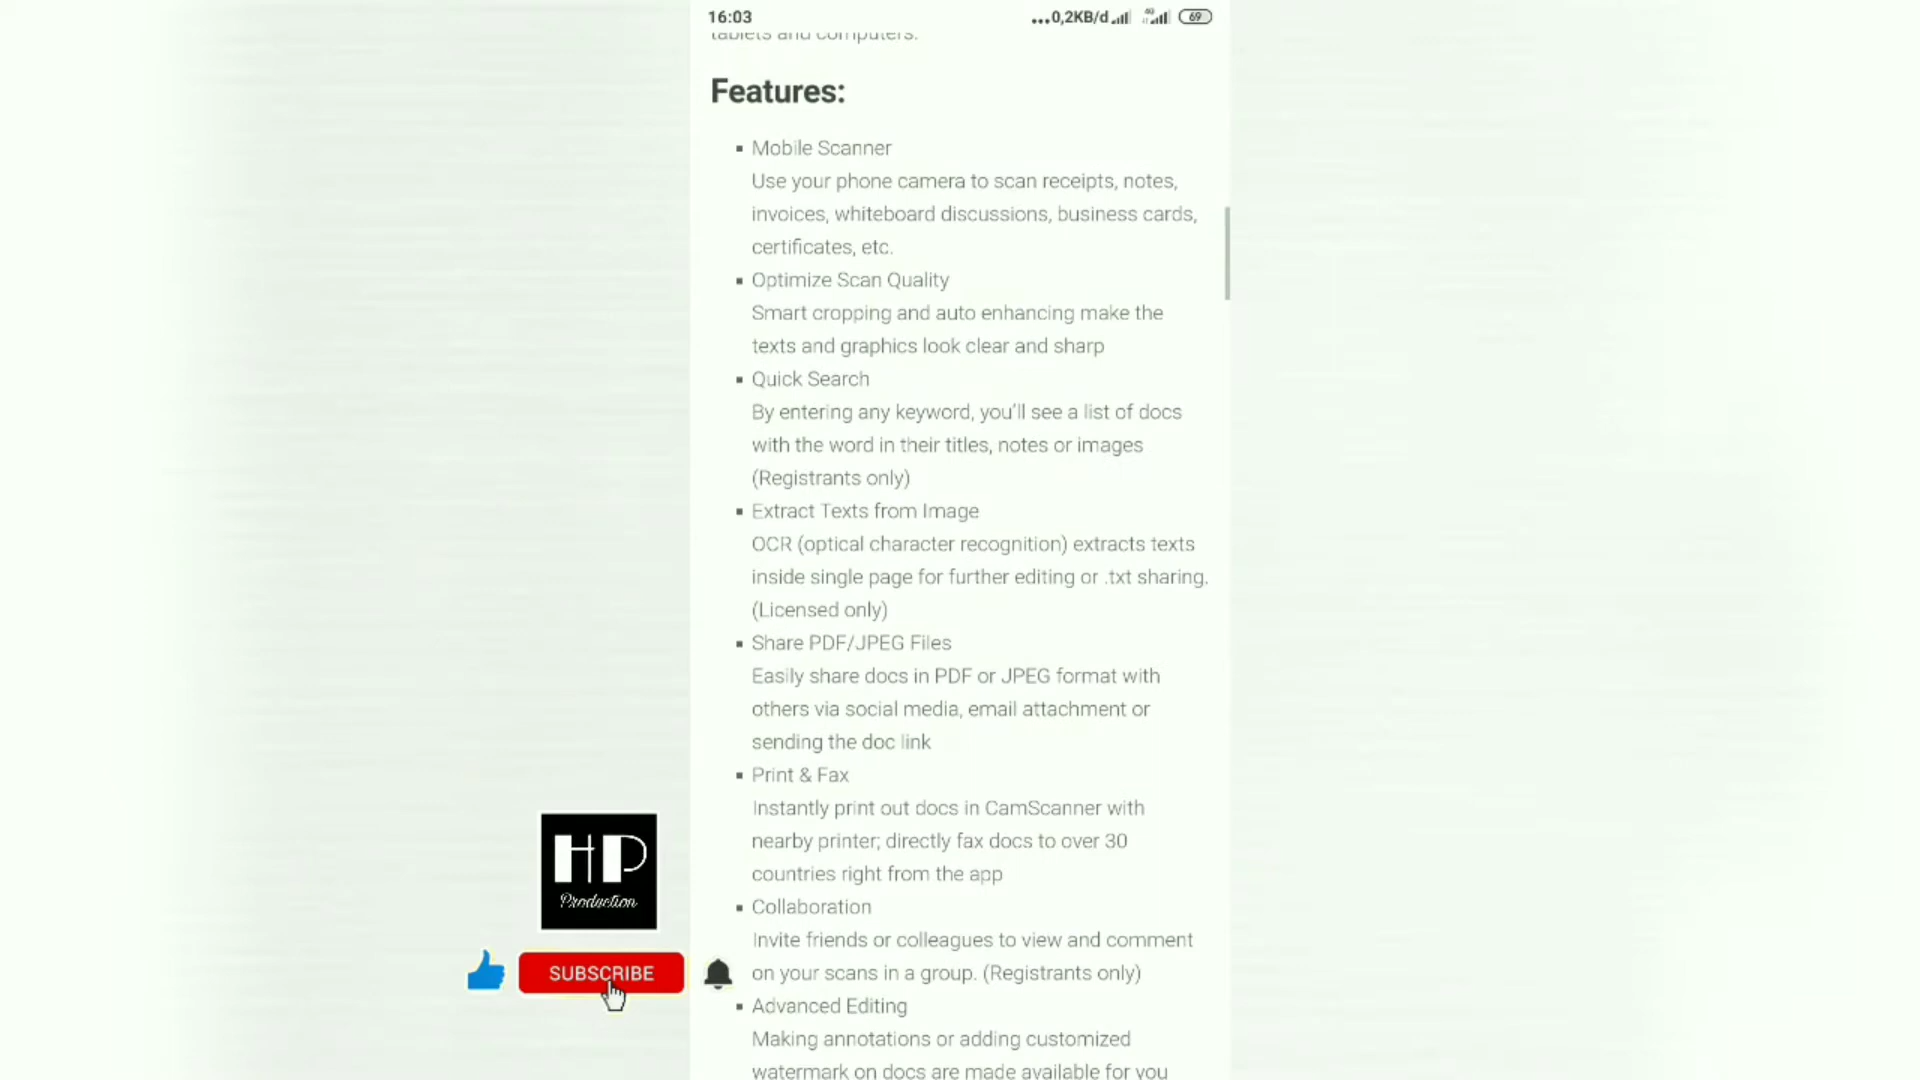 16:03
...0,2KB/d
4G
69
tablets and computers.
Features:
▪ Mobile Scanner
Use your phone camera to scan receipts, notes,
invoices, whiteboard discussions, business cards,
certificates, etc.
▪ Optimize Scan Quality
Smart cropping and auto enhancing make the
texts and graphics look clear and sharp
▪ Quick Search
By entering any keyword, you'll see a list of docs
with the word in their titles, notes or images
(Registrants only)
▪ Extract Texts from Image
OCR (optical character recognition) extracts texts
inside single page for further editing or .txt sharing.
(Licensed only)
▪ Share PDF/JPEG Files
Easily share docs in PDF or JPEG format with
others via social media, email attachment or
sending the doc link
▪ Print & Fax
Instantly print out docs in CamScanner with
nearby printer; directly fax docs to over 30
countries right from the app
▪ Collaboration
Invite friends or colleagues to view and comment
on your scans in a group. (Registrants only)
▪ Advanced Editing
Making annotations or adding customized
watermark on docs are made available for you
HP
Production
SUBSCRIBE